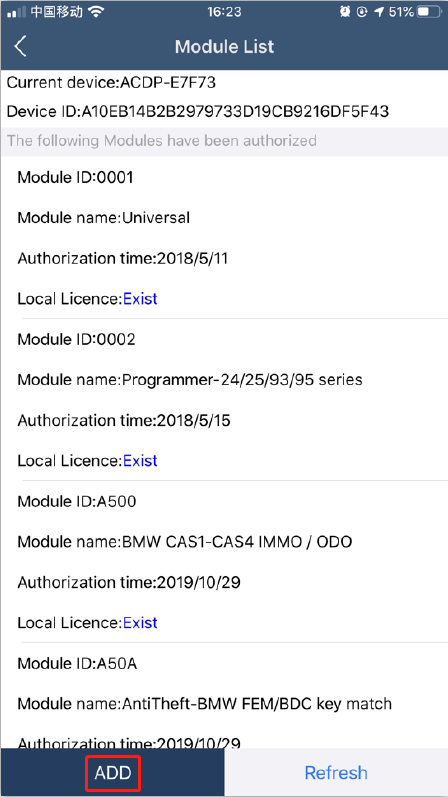 中国移动 16:23 51%
Module List
Current device:ACDP-E7F73
Device ID:A10EB14B2B2979733D19CB9216DF5F43
The following Modules have been authorized
Module ID:0001
Module name:Universal
Authorization time:2018/5/11
Local Licence:Exist
Module ID:0002
Module name:Programmer-24/25/93/95 series
Authorization time:2018/5/15
Local Licence:Exist
Module ID:A500
Module name:BMW CAS1-CAS4 IMMO / ODO
Authorization time:2019/10/29
Local Licence:Exist
Module ID:A50A
Module name:AntiTheft-BMW FEM/BDC key match
Authorization time:2019/10/29
ADD Refresh